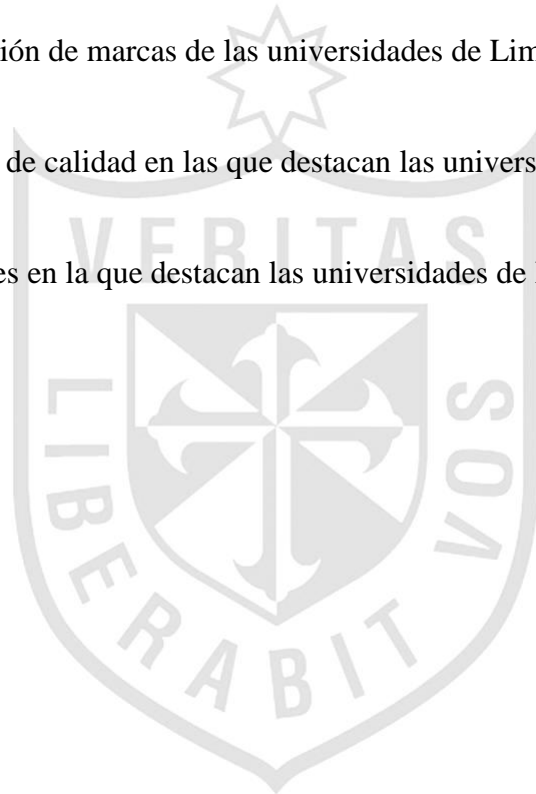 ión de marcas de las universidades de Lim
de calidad en las que destacan las univers
es en la que destacan las universidades de
VERITAS
LIBERABIT VOS